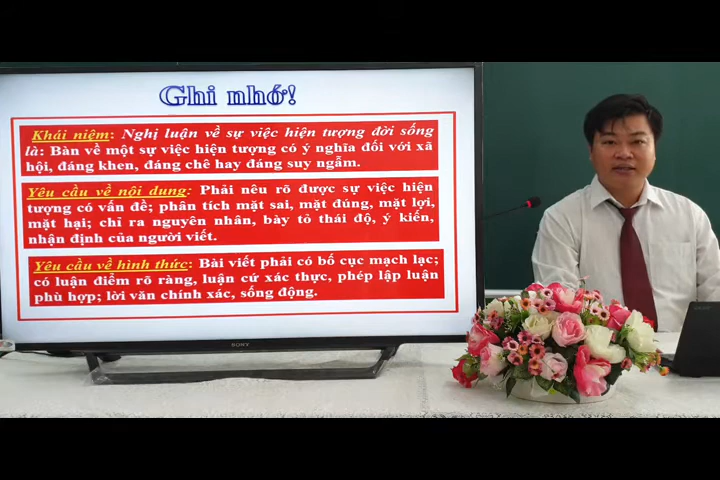 Ghi nhớ!
Khái niệm: Nghị luận về sự việc hiện tượng đời sống
là: Bàn về một sự việc hiện tượng có ý nghĩa đối với xã
hội, đáng khen, đáng chê hay đáng suy ngẫm.
Yêu cầu về nội dung: Phải nêu rõ được sự việc hiện
tượng có vấn đề; phân tích mặt sai, mặt đúng, mặt lợi,
mặt hại; chỉ ra nguyên nhân, bày tỏ thái độ, ý kiến,
nhận định của người viết.
Yêu cầu về hình thức: Bài viết phải có bố cục mạch lạc;
có luận điểm rõ ràng, luận cứ xác thực, phép lập luận
phù hợp; lời văn chính xác, sống động.
SONY